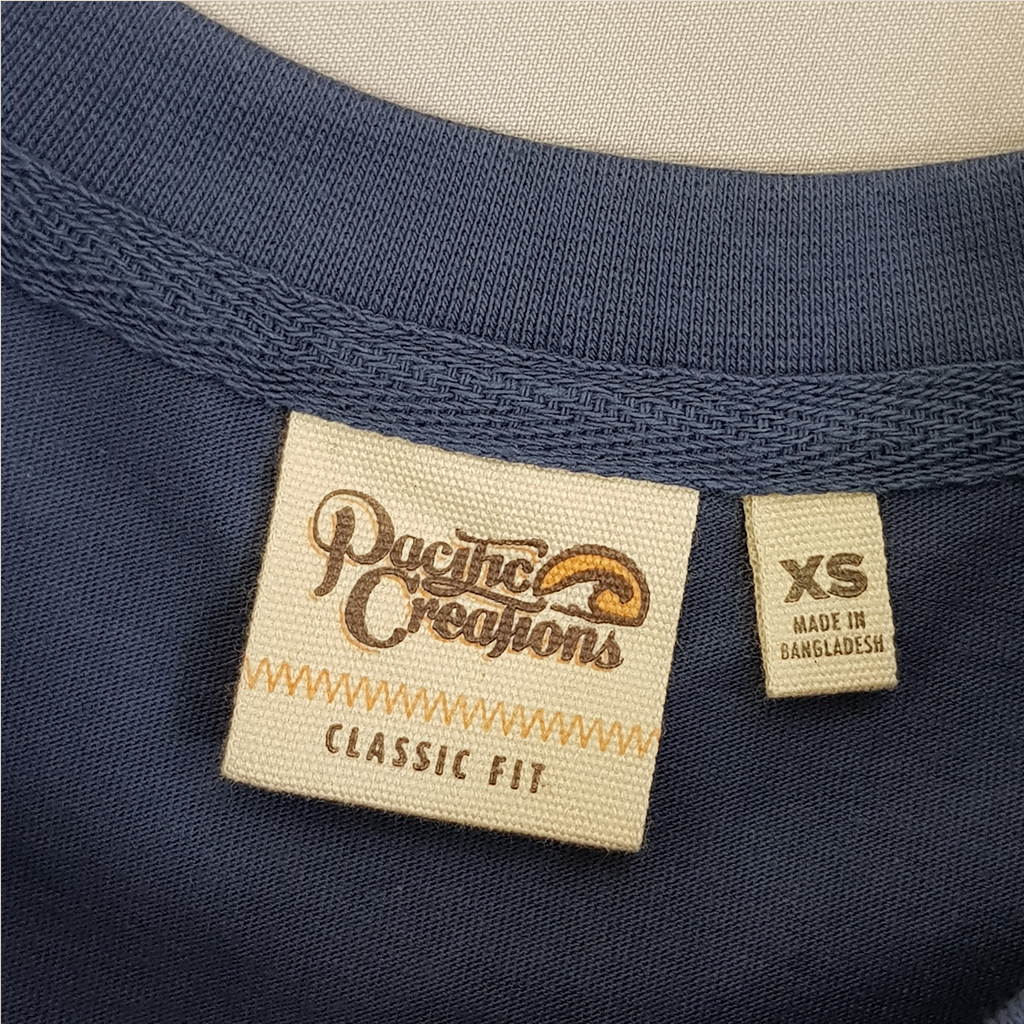 Pacific
Creations
CLASSIC FIT
XS
MADE IN
BANGLADESH